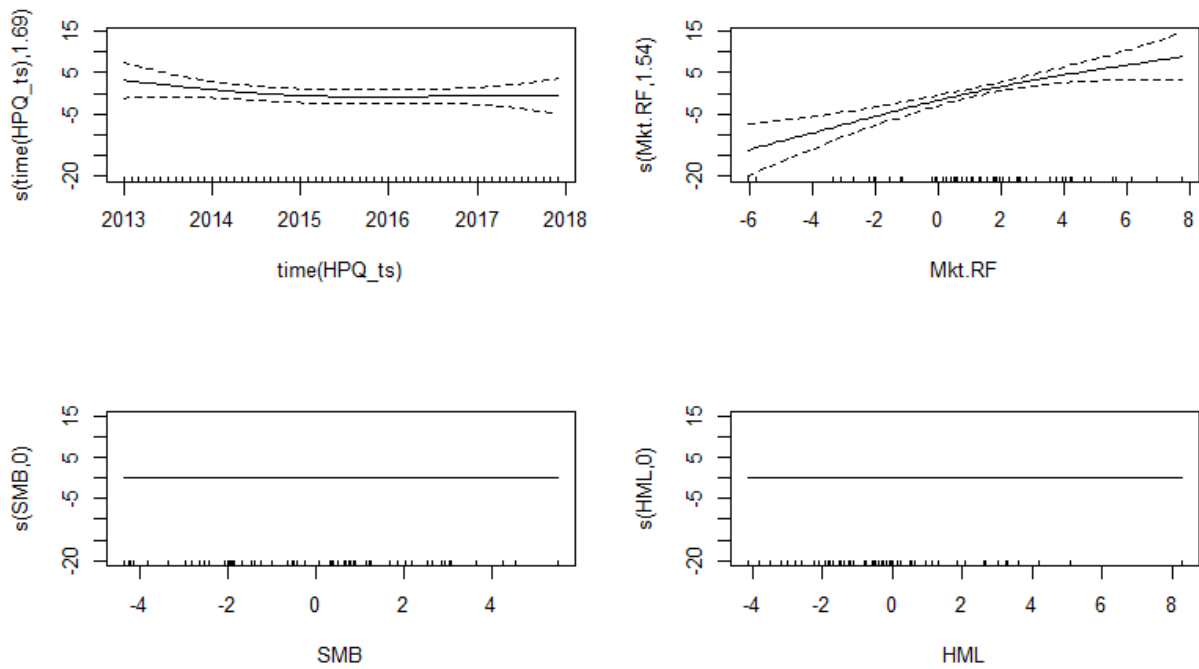 s(time(HPQ_ts),1.69)
15
5
-5
-20
2013 2014 2015 2016 2017 2018
time(HPQ_ts)
s(Mkt.RF,1.54)
15
5
-5
-20
-6 -4 -2 0 2 4 6 8
Mkt.RF
s(SMB,0)
15
5
-5
-20
-4 -2 0 2 4
SMB
s(HML,0)
15
5
-5
-20
-4 -2 0 2 4 6 8
HML